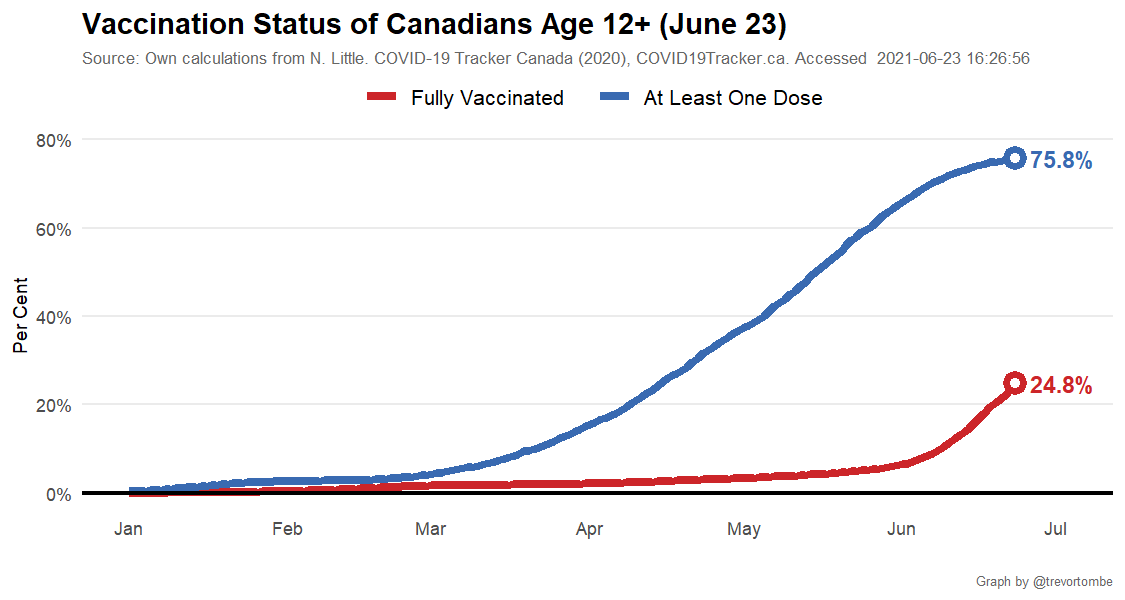 Vaccination Status of Canadians Age 12+ (June 23)
Source: Own calculations from N. Little. COVID-19 Tracker Canada (2020), COVID19Tracker.ca. Accessed  2021-06-23 16:26:56
Fully Vaccinated At Least One Dose
80%
75.8%
60%
Per Cent
40%
24.8%
20%
0%
Jan Feb Mar Apr May Jun Jul
Graph by @trevortombe